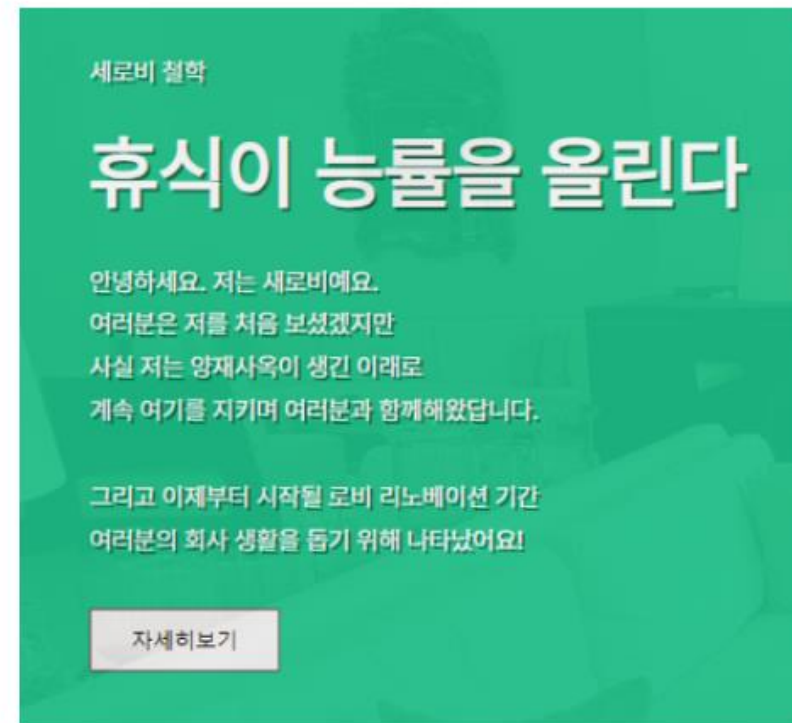 세로비 철학
휴식이 능률을 올린다
안녕하세요. 저는 새로비예요.
여러분은 저를 처음 보셨겠지만
사실 저는 양재사옥이 생긴 이래로
계속 여기를 지키며 여러분과 함께해왔답니다.
그리고 이제부터 시작될 로비 리노베이션 기간
여러분의 회사 생활을 돕기 위해 나타났어요!
자세히보기